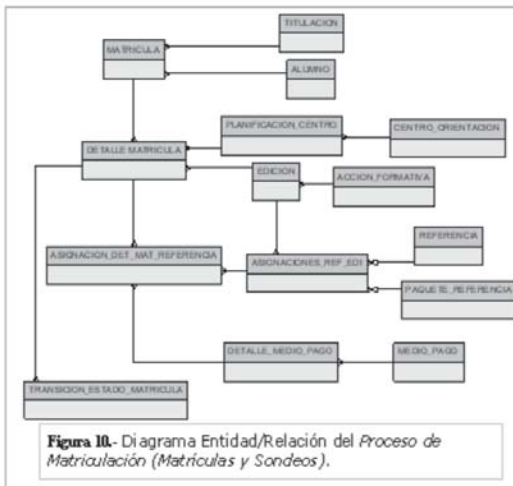 TITULACION
MATRICULA
ALUMNO
PLANIFICACION_CENTRO
CENTRO_ORIENTACION
DETALLE MATRICULA
EDICION
ACCION_FORMATIVA
REFERENCIA
ASIGNACION_DET_MAT_REFERENCIA
ASIGNACIONES_REF_EDI
PAQUETE_REFERENCIA
DETALLE_MEDIO_PAGO
MEDIO_PAGO
TRANSICION_ESTADO_MATRICULA
Figura 10.- Diagrama Entidad/Relación del Proceso de
Matriculación (Matrículas y Sondeos).